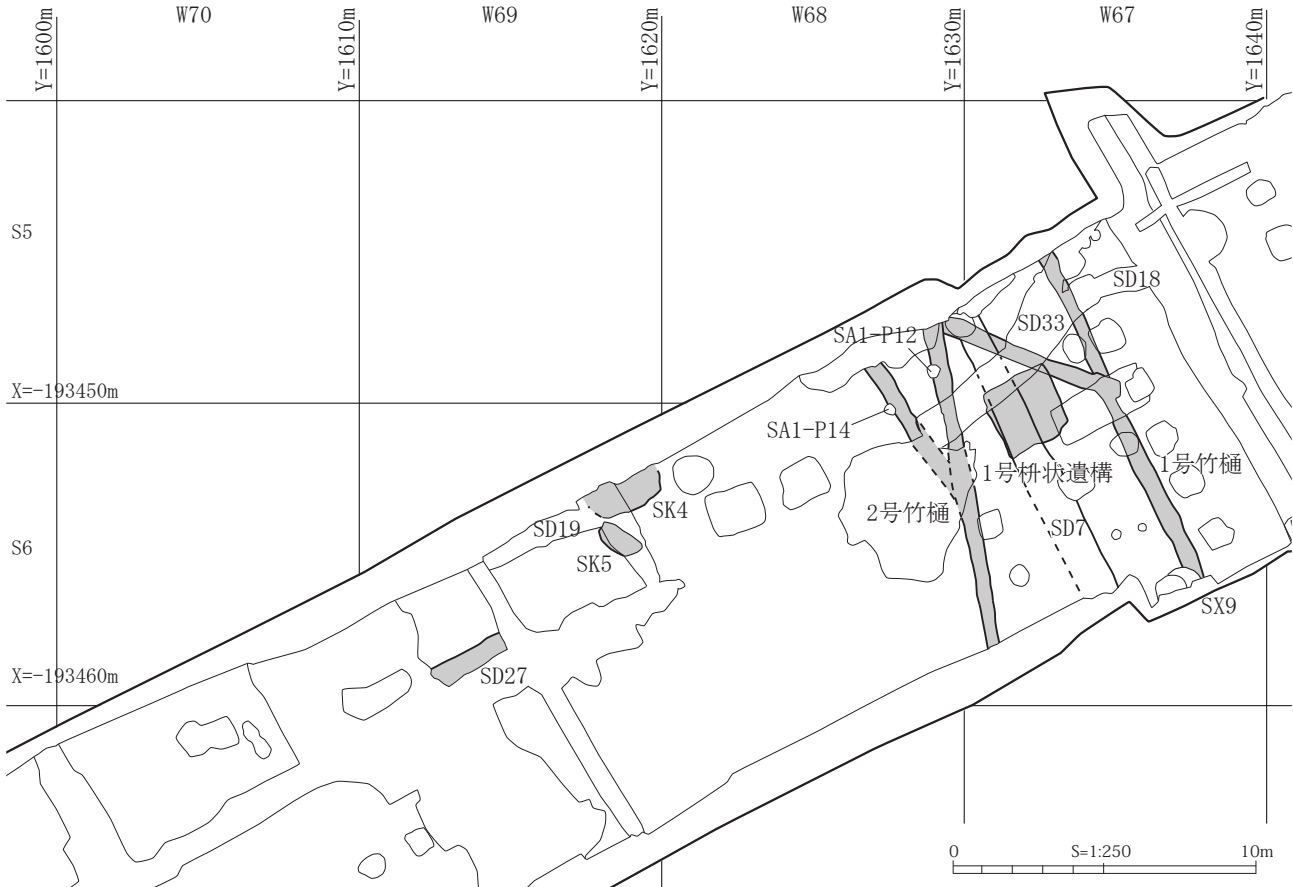 W70
W69
W68
W67
Y=1600m
Y=1610m
Y=1620m
Y=1630m
Y=1640m
S5
SD18
SD33
SA1-P12
X=-193450m
SA1-P14
1号枡状遺構
1号竹樋
SK4
2号竹樋
SD19
SD7
S6
SK5
SX9
X=-193460m
SD27
0
S=1:250
10m